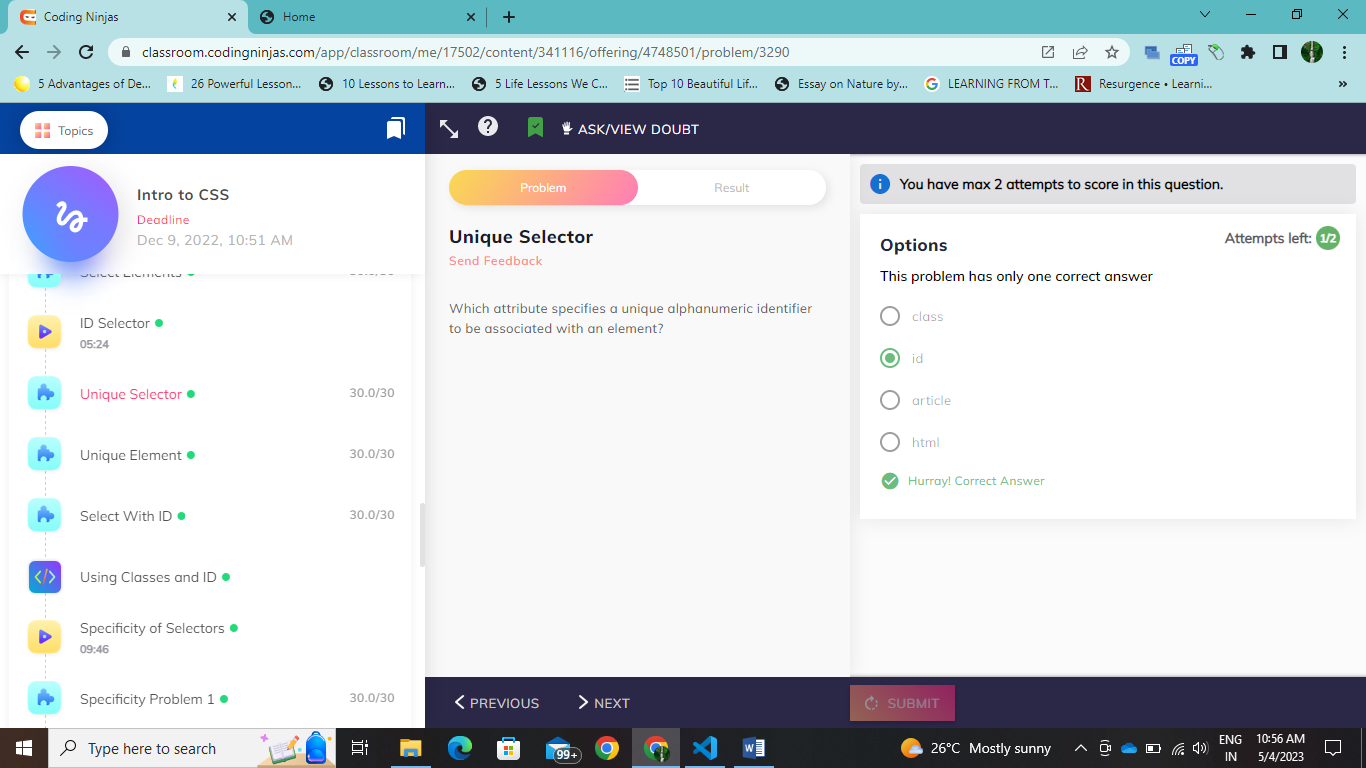 Coding Ninjas
Home
classroom.codingninjas.com/app/classroom/me/17502/content/341116/offering/4748501/problem/3290
COPY
5 Advantages of De...
26 Powerful Lesson...
10 Lessons to Learn...
5 Life Lessons We C...
Top 10 Beautiful Lif...
Essay on Nature by...
LEARNING FROM T...
Resurgence • Learni...
Topics
ASK/VIEW DOUBT
Intro to CSS
Deadline
Dec 9, 2022, 10:51 AM
Select Elements
ID Selector
05:24
Unique Selector 30.0/30
Unique Element 30.0/30
Select With ID 30.0/30
Using Classes and ID
Specificity of Selectors
09:46
Specificity Problem 1 30.0/30
Problem
Result
Unique Selector
Send Feedback
Which attribute specifies a unique alphanumeric identifier
to be associated with an element?
You have max 2 attempts to score in this question.
Options
Attempts left: 1/2
This problem has only one correct answer
class
id
article
html
Hurray! Correct Answer
PREVIOUS
NEXT
SUBMIT
Type here to search
99+
26°C Mostly sunny
ENG
IN
10:56 AM
5/4/2023